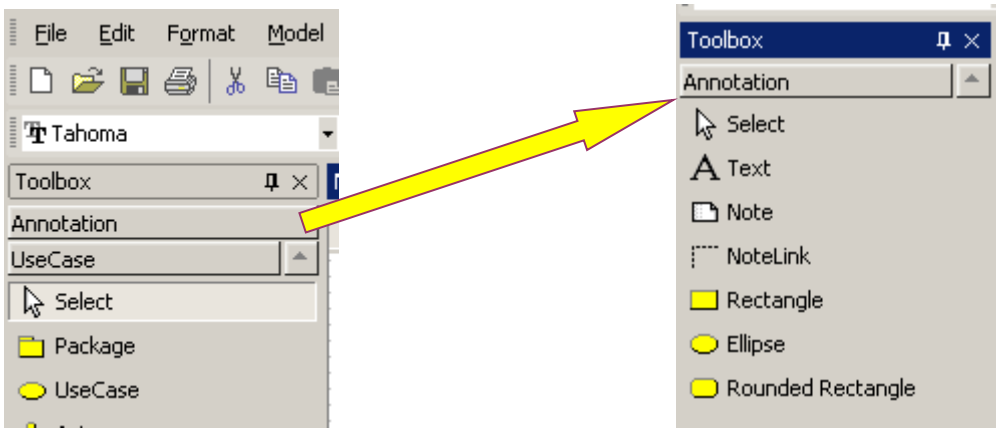 File Edit Format Model
Tahoma
Toolbox
Annotation
UseCase
Select
Package
UseCase
Toolbox
Annotation
Select
Text
Note
NoteLink
Rectangle
Ellipse
Rounded Rectangle